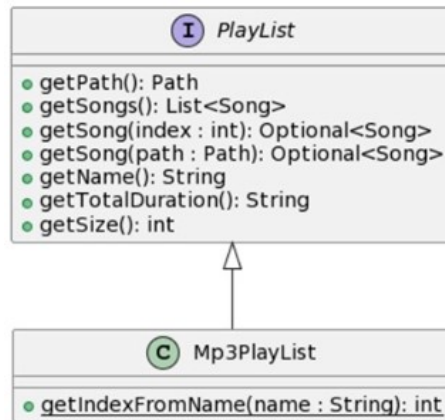 I PlayList
getPath(): Path
getSongs(): List<Song>
getSong(index : int): Optional<Song>
getSong(path : Path): Optional<Song>
getName(): String
getTotalDuration(): String
getSize(): int
C Mp3PlayList
getIndexFromName(name : String): int